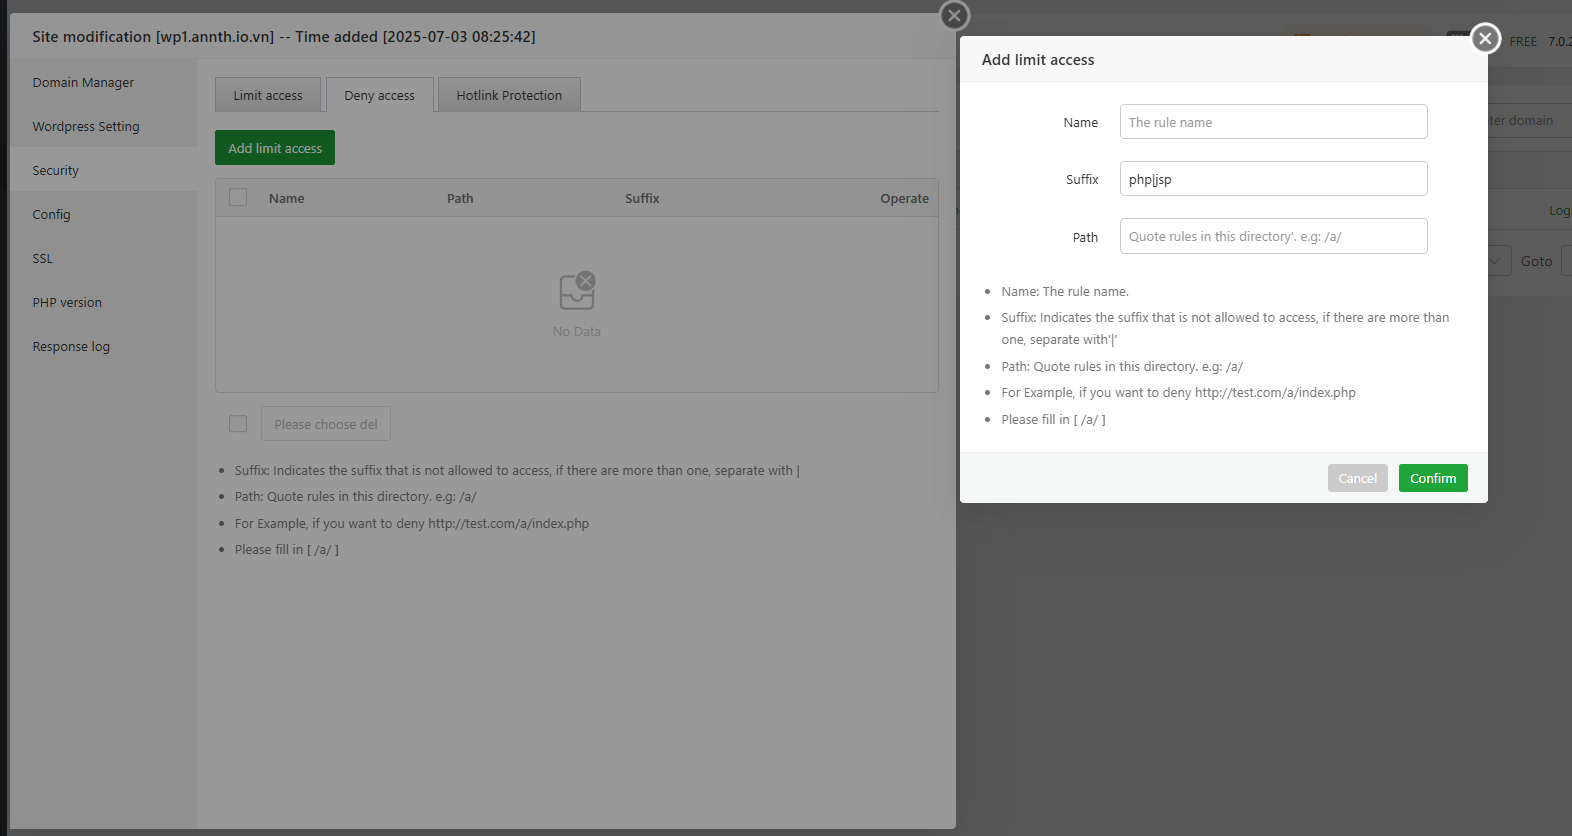 Site modification [wp1.annth.io.vn] -- Time added [2025-07-03 08:25:42]
Domain Manager
Wordpress Setting
Security
Config
SSL
PHP version
Response log
Limit access
Deny access
Hotlink Protection
Add limit access
Name
Path
Suffix
Operate
No Data
Please choose del
Suffix: Indicates the suffix that is not allowed to access, if there are more than one, separate with |
Path: Quote rules in this directory. e.g: /a/
For Example, if you want to deny http://test.com/a/index.php
Please fill in [ /a/ ]
Add limit access
Name
The rule name
Suffix
php|jsp
Path
Quote rules in this directory'. e.g: /a/
Name: The rule name.
Suffix: Indicates the suffix that is not allowed to access, if there are more than
one, separate with'|'
Path: Quote rules in this directory. e.g: /a/
For Example, if you want to deny http://test.com/a/index.php
Please fill in [ /a/ ]
Cancel
Confirm
FREE
7.0.2
domain
Log
Goto